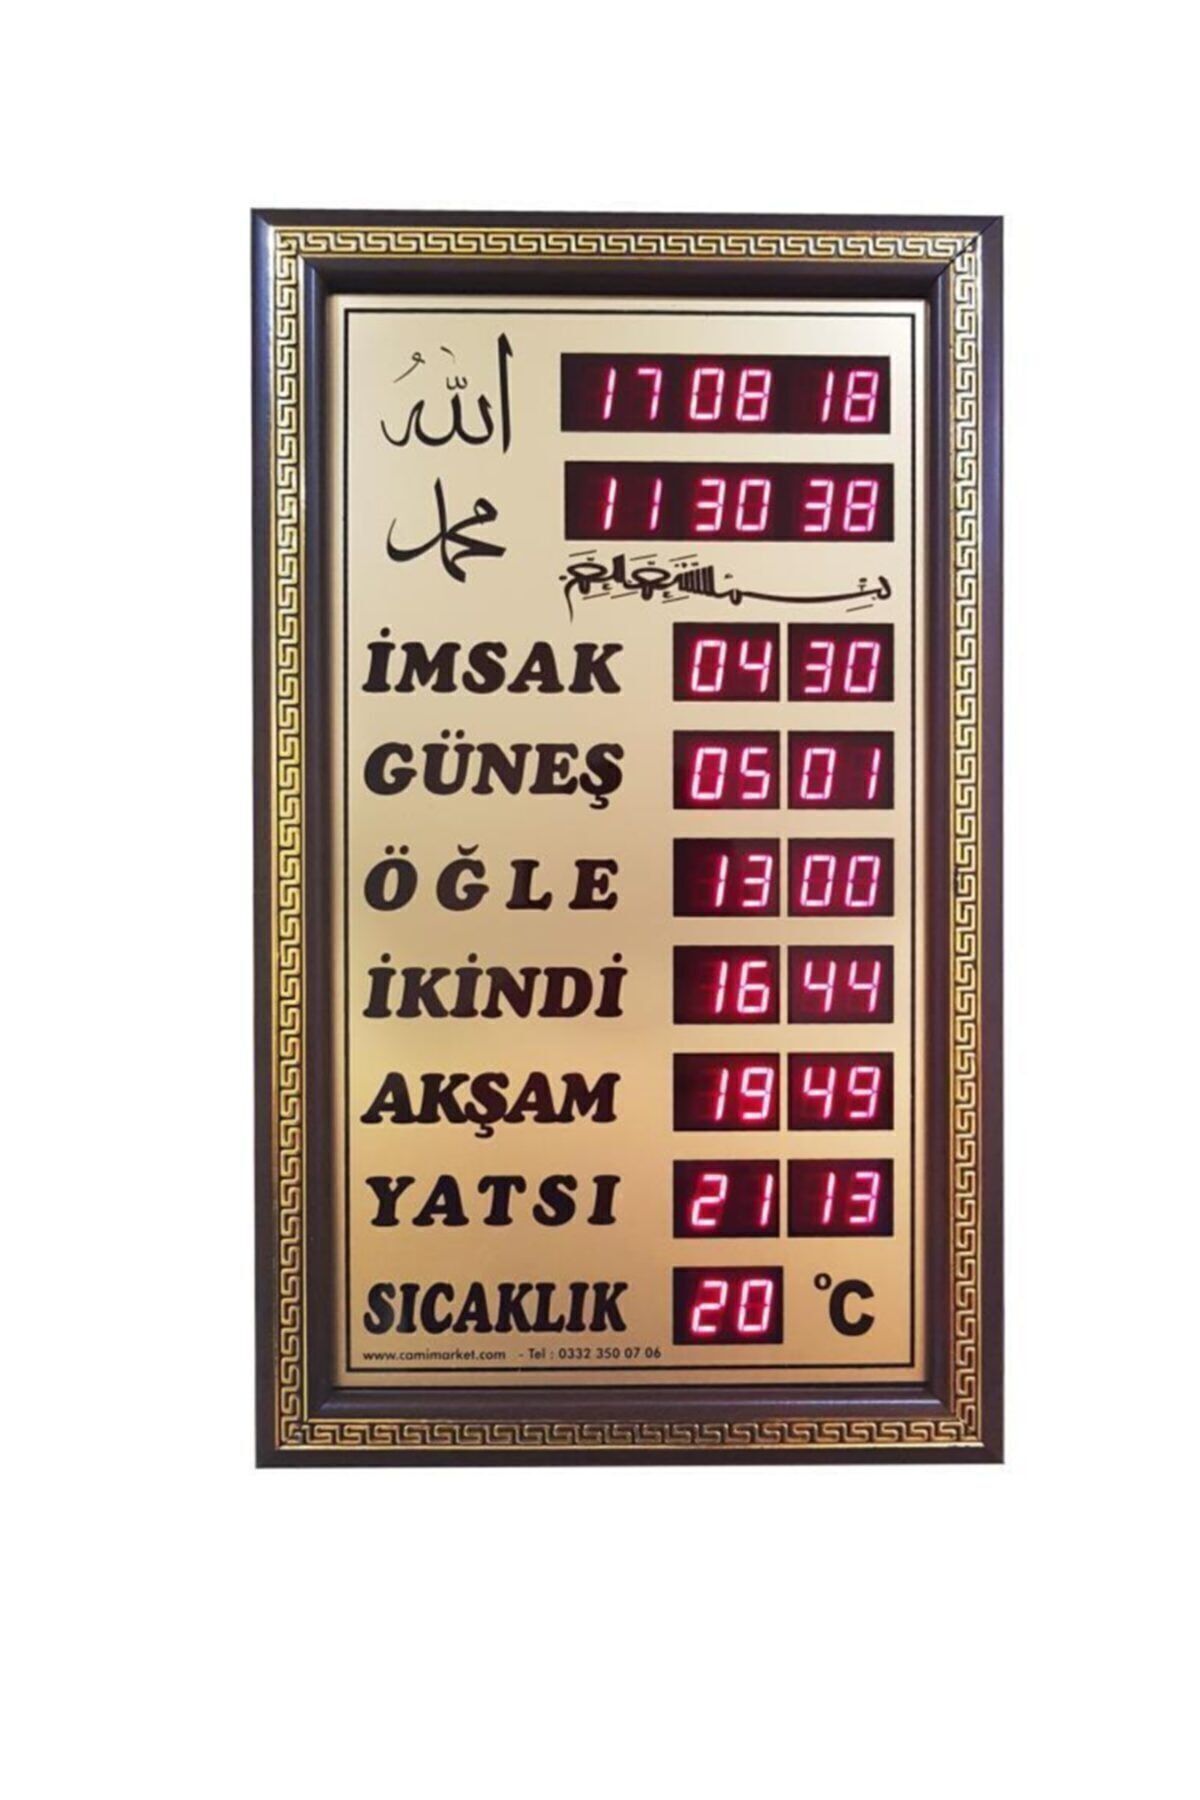 اللّٰهُ
17 08 18
محمد
11 30 38
بسم الله الرحمن الرحيم
İMSAK 04 30
GÜNEŞ 05 01
ÖĞLE 13 00
İKİNDİ 16 44
AKŞAM 19 49
YATSI 21 13
SICAKLIK 20 °C
www.camimarket.com - Tel : 0332 350 07 06